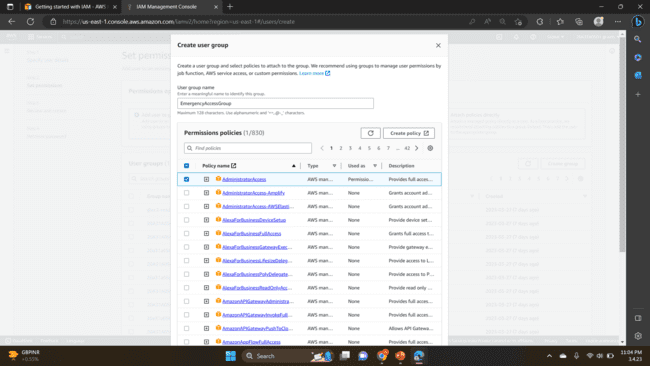 Getting started with IAM - AWS Id
IAM Management Console
https://us-east-1.console.aws.amazon.com/iamv2/home?region=us-east-1#/users/create
Create user group
Create a user group and select policies to attach to the group. We recommend using groups to manage user permissions by
job function, AWS service access, or custom permissions. Learn more
User group name
Enter a meaningful name to identify this group.
EmergencyAccessGroup
Maximum 128 characters. Use alphanumeric and '+=,.@-_' characters.
Permissions policies (1/830)
Create policy
Find policies
1 2 3 4 5 6 7 ... 42
Policy name Type Used as Description
AdministratorAccess AWS man... Permissio... Provides full acces...
AdministratorAccess-Amplify AWS man... None Grants account ad...
AdministratorAccess-AWSElasti... AWS man... None Grants account ad...
AlexaForBusinessDeviceSetup AWS man... None Provide device set...
AlexaForBusinessFullAccess AWS man... None Grants full access t...
AlexaForBusinessGatewayExec... AWS man... None Provide gateway e...
AlexaForBusinessLifesizeDeleg... AWS man... None Provide access to L...
AlexaForBusinessPolyDelegate... AWS man... None Provide access to P...
AlexaForBusinessReadOnlyAcc... AWS man... None Provide read only ...
AmazonAPIGatewayAdministra... AWS man... None Provides full acces...
AmazonAPIGatewayInvokeFull... AWS man... None Provides full acces...
AmazonAPIGatewayPushToClo... AWS man... None Allows API Gatewa...
AmazonAppFlowFullAccess AWS man... None Provides full acces...
GBPINR
+0.55%
Search
11:04 PM
3.4.23